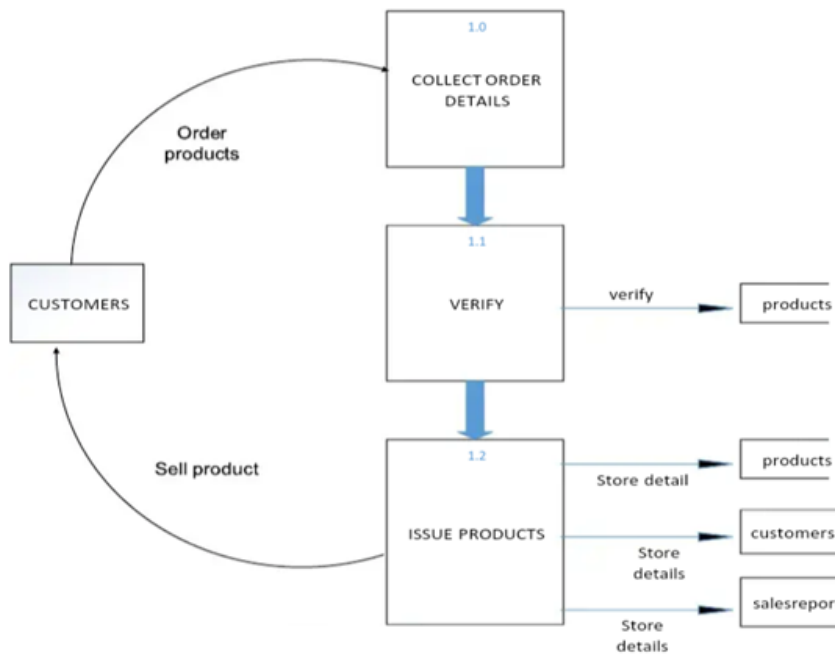 1.0
COLLECT ORDER
DETAILS
Order
products
1.1
CUSTOMERS
VERIFY
verify
products
1.2
Sell product
products
Store detail
ISSUE PRODUCTS
customers
Store
details
salesrepor
Store
details